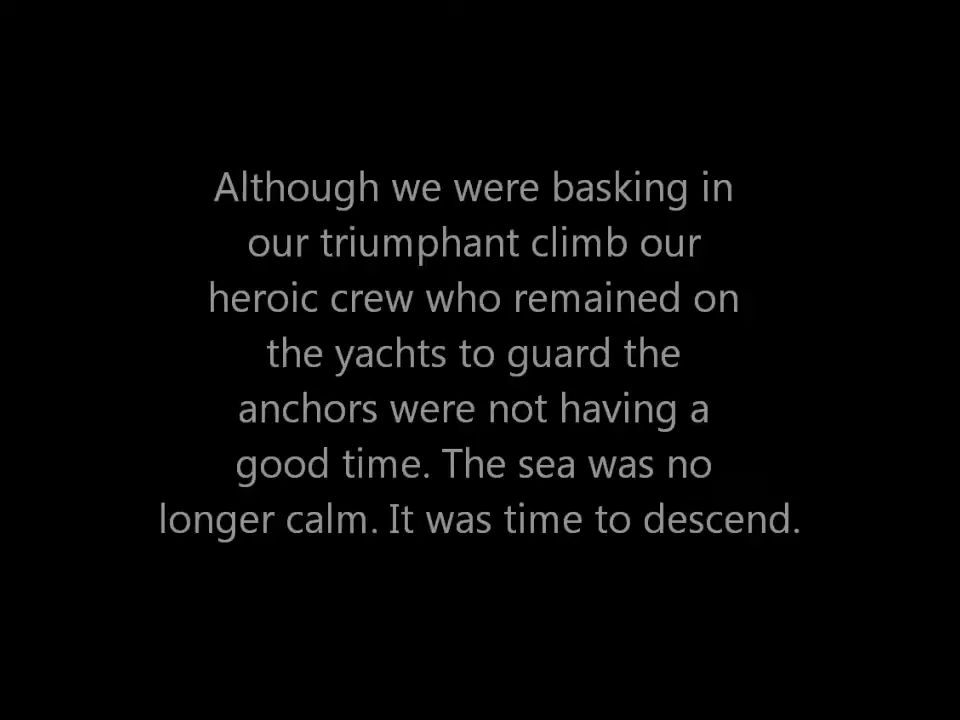 Although we were basking in
our triumphant climb our
heroic crew who remained on
the yachts to guard the
anchors were not having a
good time. The sea was no
longer calm. It was time to descend.